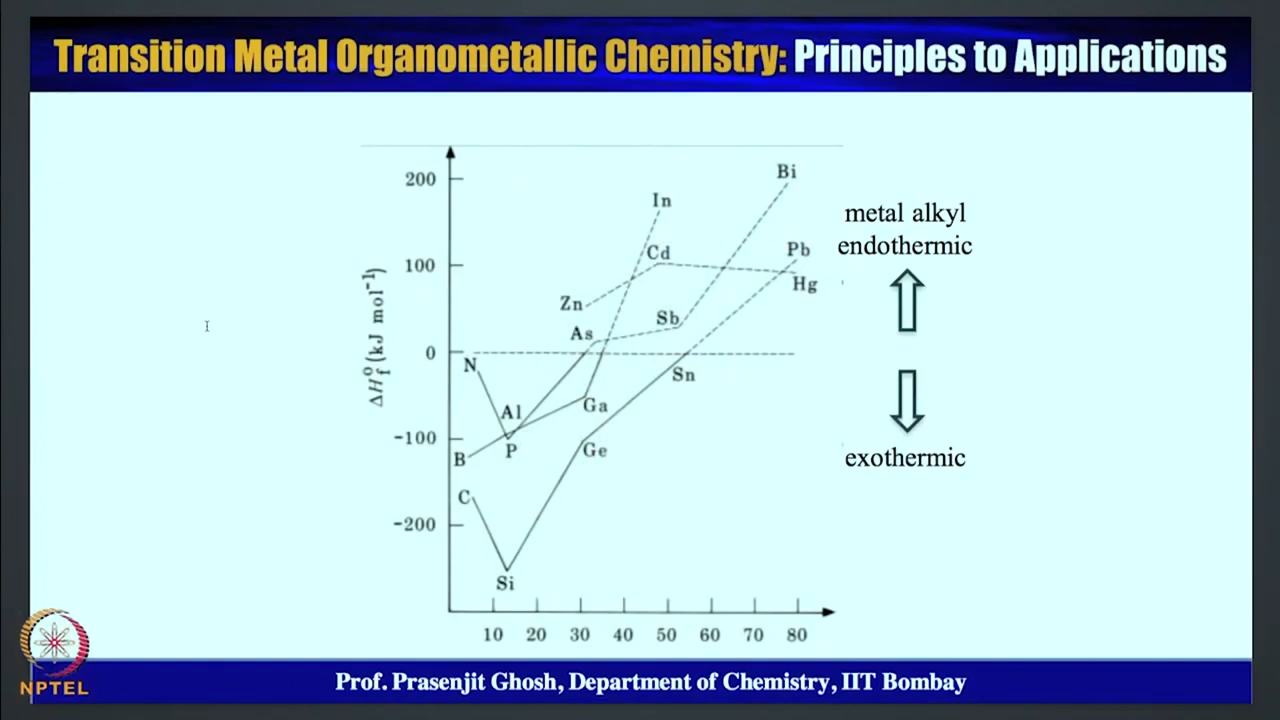 Transition Metal Organometallic Chemistry: Principles to Applications
200
100
0
-100
-200
ΔH°f (kJ mol⁻¹)
Bi
In
Cd
Pb
Hg
Zn
As
Sb
N
Sn
Al
Ga
P
Ge
B
C
Si
10 20 30 40 50 60 70 80
metal alkyl
endothermic
exothermic
NPTEL
Prof. Prasenjit Ghosh, Department of Chemistry, IIT Bombay